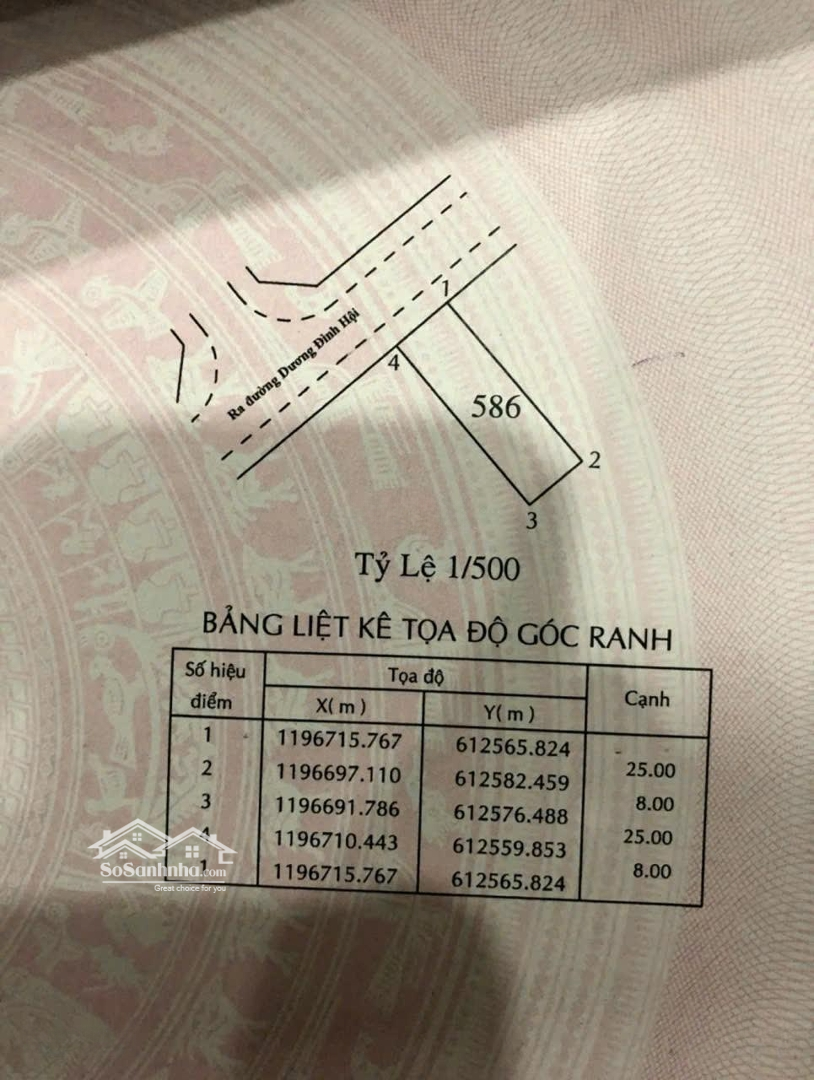 1
Ra đường Dương Đình Hội
4
586
2
3
Tỷ Lệ 1/500
BẢNG LIỆT KÊ TỌA ĐỘ GÓC RANH
Số hiệu điểm Tọa độ Cạnh
X( m ) Y( m )
1 1196715.767 612565.824
25.00
2 1196697.110 612582.459
8.00
3 1196691.786 612576.488
25.00
4 1196710.443 612559.853
8.00
1 1196715.767 612565.824
SoSanhnha.com
Great choice for you